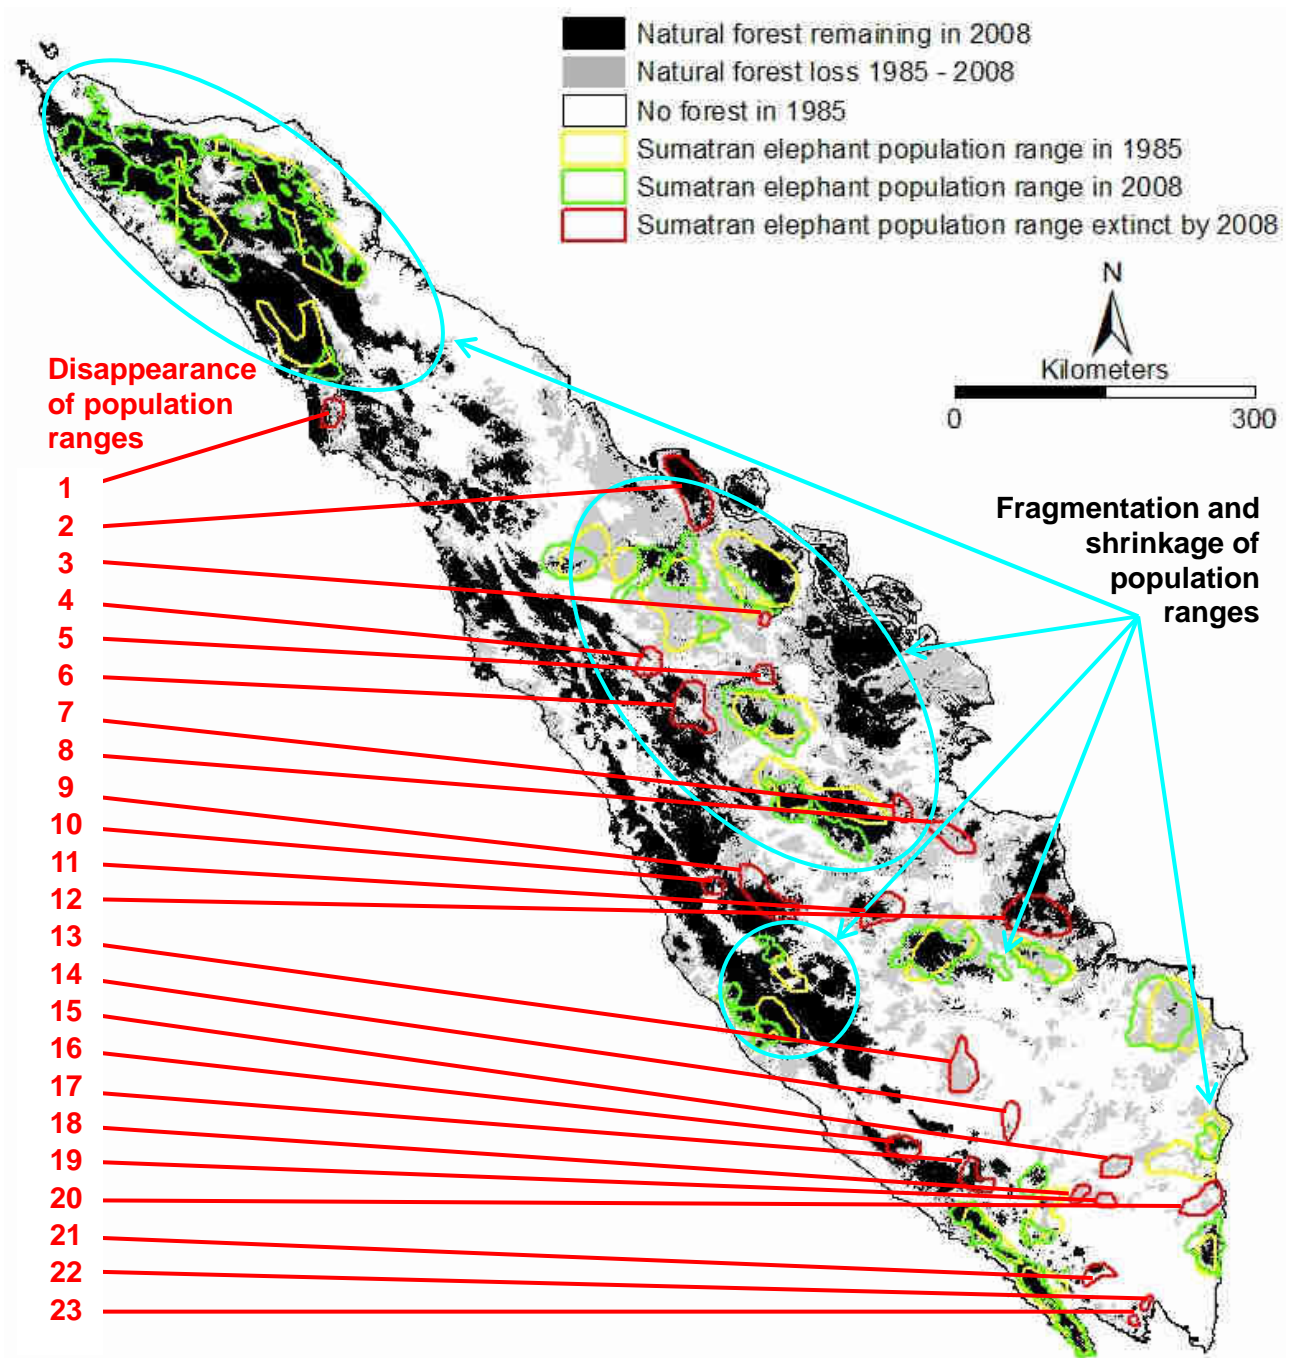 Natural forest remaining in 2008
Natural forest loss 1985 - 2008
No forest in 1985
Sumatran elephant population range in 1985
Sumatran elephant population range in 2008
Sumatran elephant population range extinct by 2008
N
Kilometers
0 300
Disappearance
of population
ranges
1
2
3
4
5
6
7
8
9
10
11
12
13
14
15
16
17
18
19
20
21
22
23
Fragmentation and
shrinkage of
population
ranges